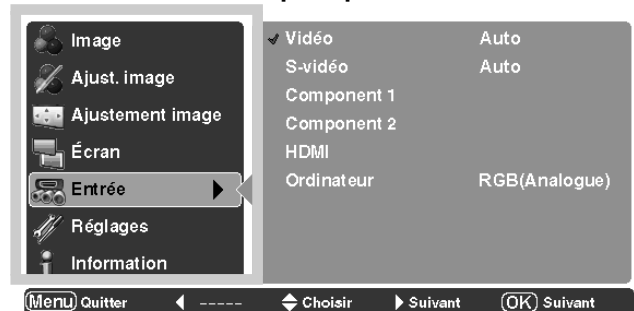 Image
Ajust. image
Ajustement image
Écran
Entrée
Réglages
Information
Vidéo Auto
S-vidéo Auto
Component 1
Component 2
HDMI
Ordinateur RGB(Analogue)
Menu Quitter ----- Choisir Suivant OK Suivant